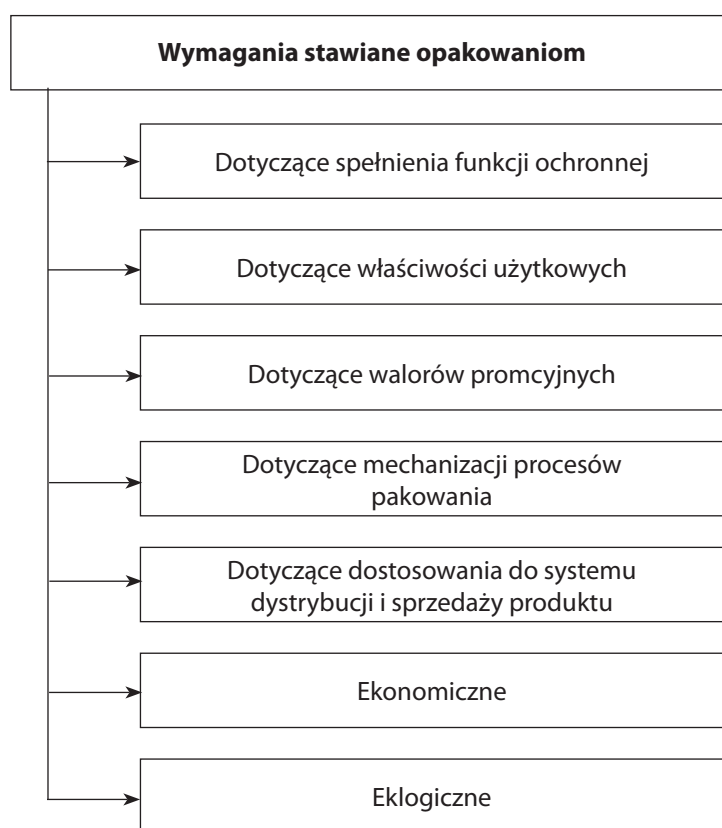 Wymagania stawiane opakowaniom
Dotyczące spełnienia funkcji ochronnej
Dotyczące właściwości użytkowych
Dotyczące walorów promcyjnych
Dotyczące mechanizacji procesów
pakowania
Dotyczące dostosowania do systemu
dystrybucji i sprzedaży produktu
Ekonomiczne
Eklogiczne